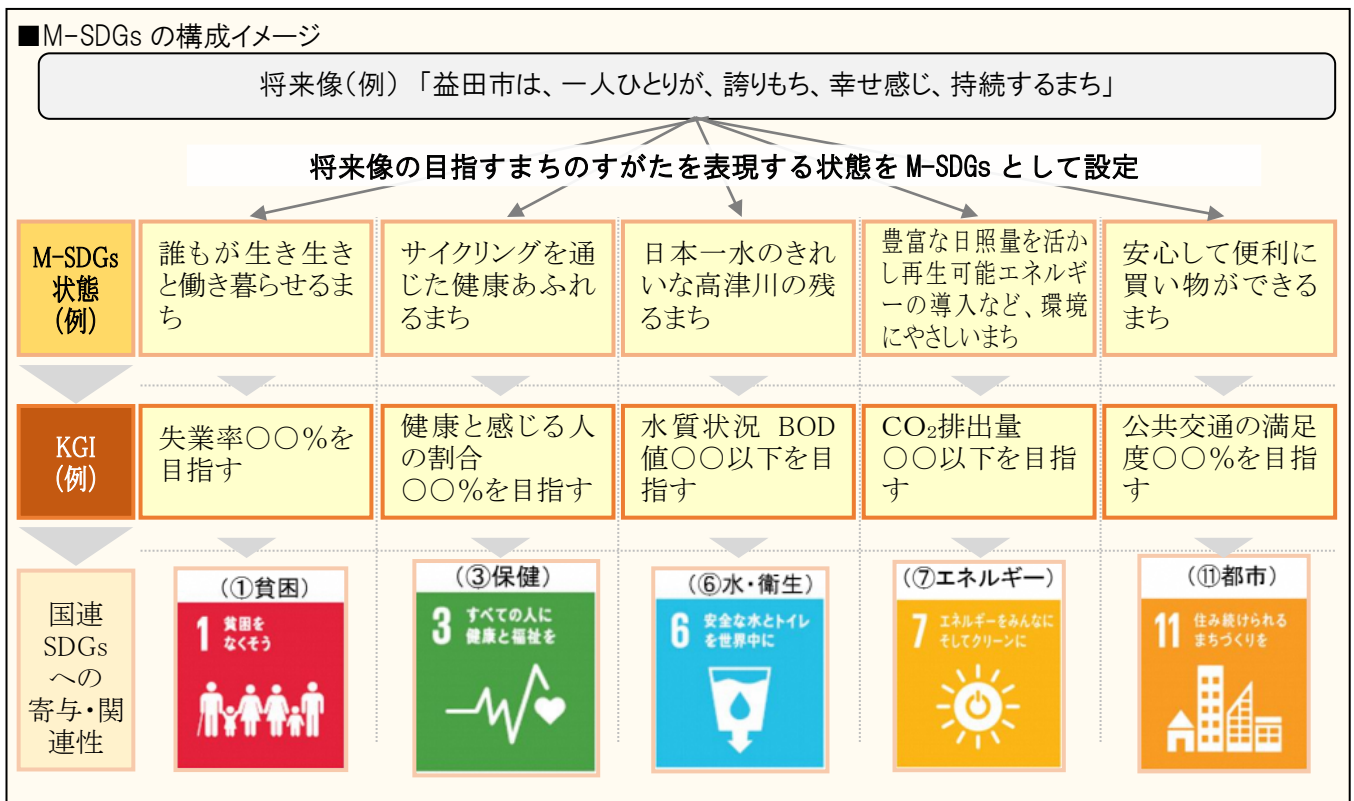 ■M-SDGs の構成イメージ
将来像(例) 「益田市は、一人ひとりが、誇りもち、幸せ感じ、持続するまち」
将来像の目指すまちのすがたを表現する状態を M-SDGs として設定
M-SDGs
状態
(例)
誰もが生き生き
と働き暮らせるま
ち
サイクリングを通
じた健康あふれ
るまち
日本一水のきれ
いな高津川の残
るまち
豊富な日照量を活か
し再生可能エネルギ
ーの導入など、環境
にやさしいまち
安心して便利に
買い物ができる
まち
KGI
(例)
失業率〇〇%を
目指す
健康と感じる人
の割合
〇〇%を目指す
水質状況 BOD
値〇〇以下を目
指す
CO₂排出量
〇〇以下を目指
す
公共交通の満足
度〇〇%を目指
す
国連
SDGs
への
寄与・関
連性
(①貧困)
1 貧困を
なくそう
(③保健)
3 すべての人に
健康と福祉を
(⑥水・衛生)
6 安全な水とトイレ
を世界中に
(⑦エネルギー)
7 エネルギーをみんなに
そしてクリーンに
(⑪都市)
11 住み続けられる
まちづくりを